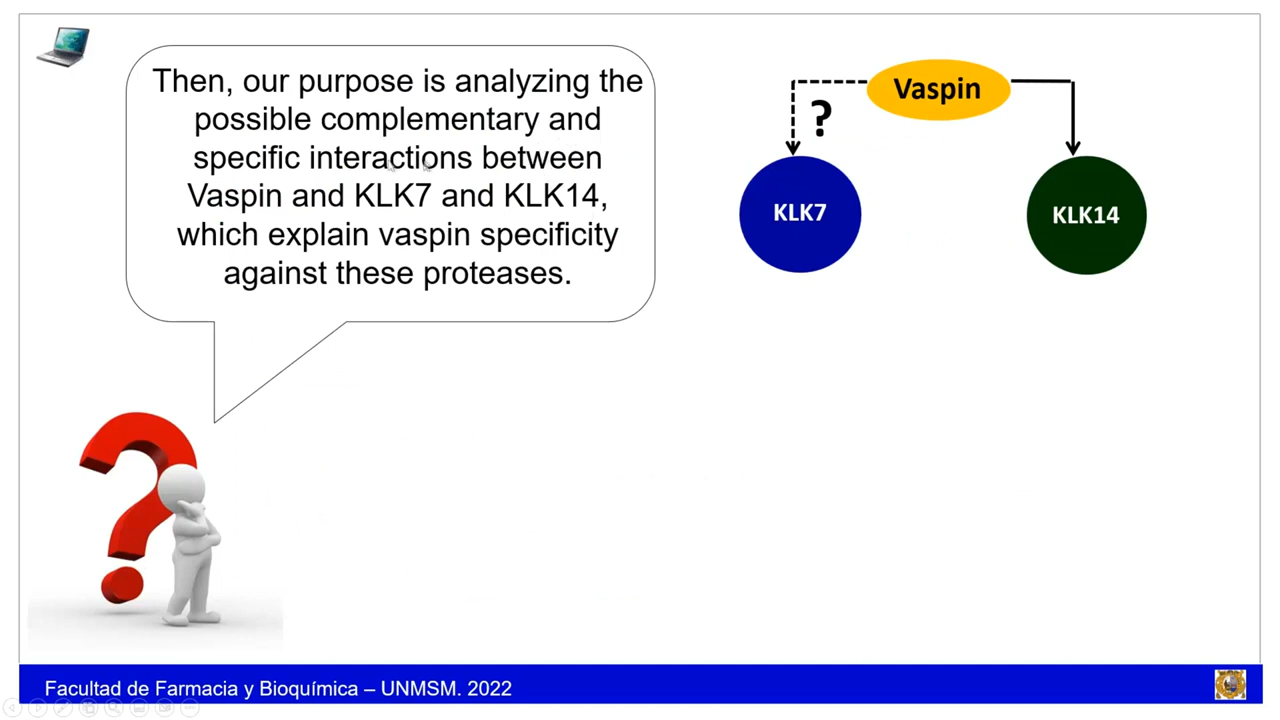 Then, our purpose is analyzing the
possible complementary and
specific interactions between
Vaspin and KLK7 and KLK14,
which explain vaspin specificity
against these proteases.
Vaspin
?
KLK7
KLK14
Facultad de Farmacia y Bioquímica – UNMSM. 2022